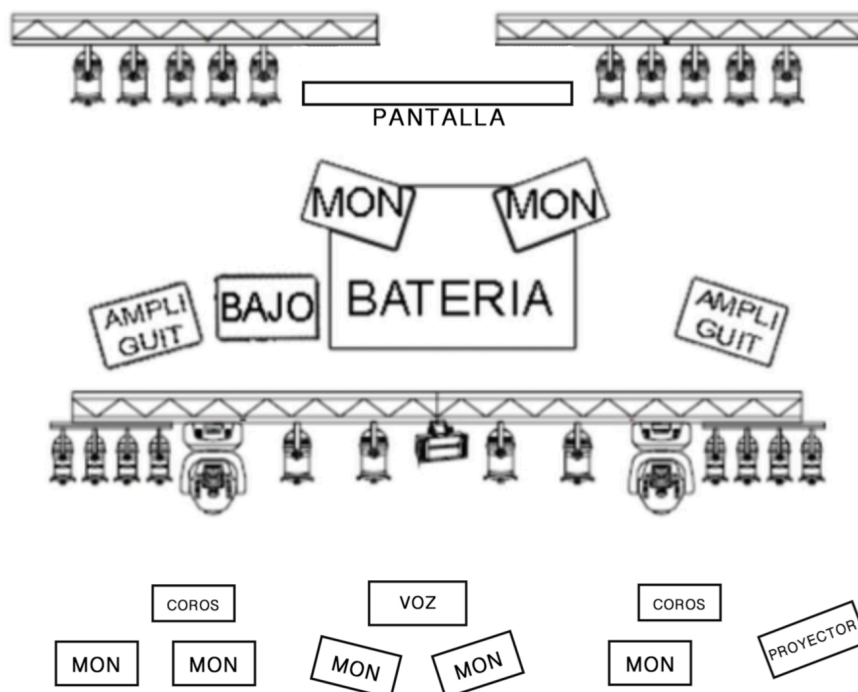 PANTALLA
MON
MON
AMPLI
GUIT
BAJO
BATERIA
AMPLI
GUIT
COROS
VOZ
COROS
MON
MON
MON
MON
MON
PROYECTOR